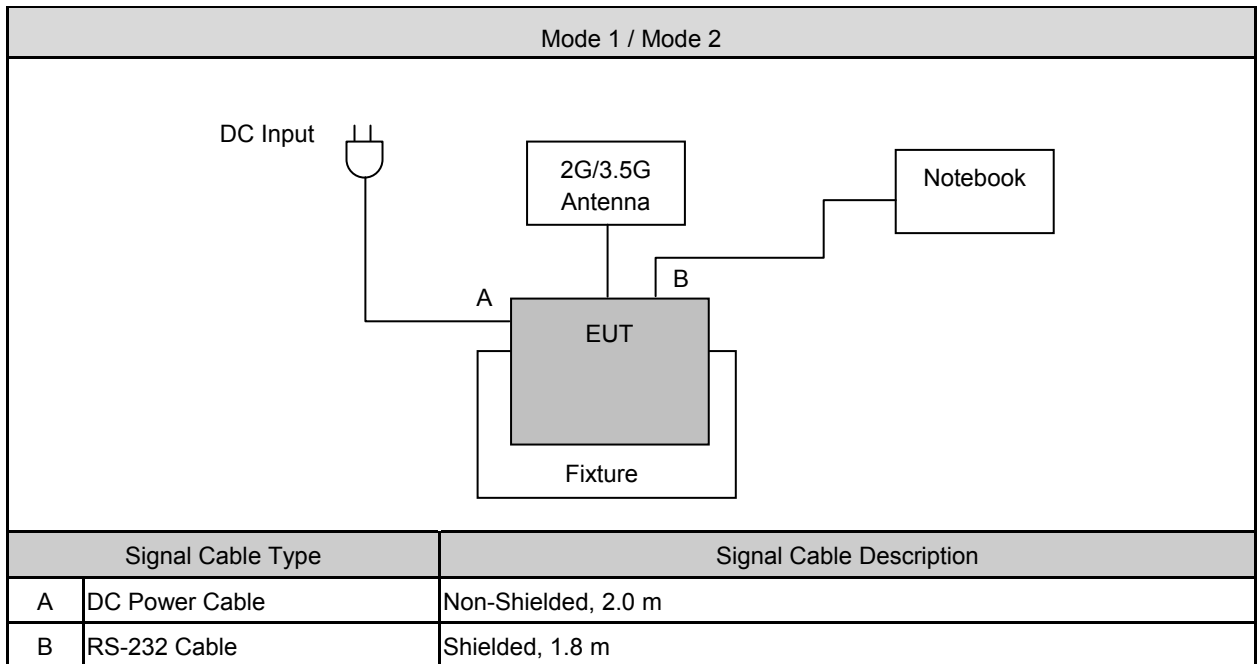 Mode 1 / Mode 2
DC Input
2G/3.5G
Antenna
Notebook
A
B
EUT
Fixture
Signal Cable Type Signal Cable Description
A DC Power Cable Non-Shielded, 2.0 m
B RS-232 Cable Shielded, 1.8 m